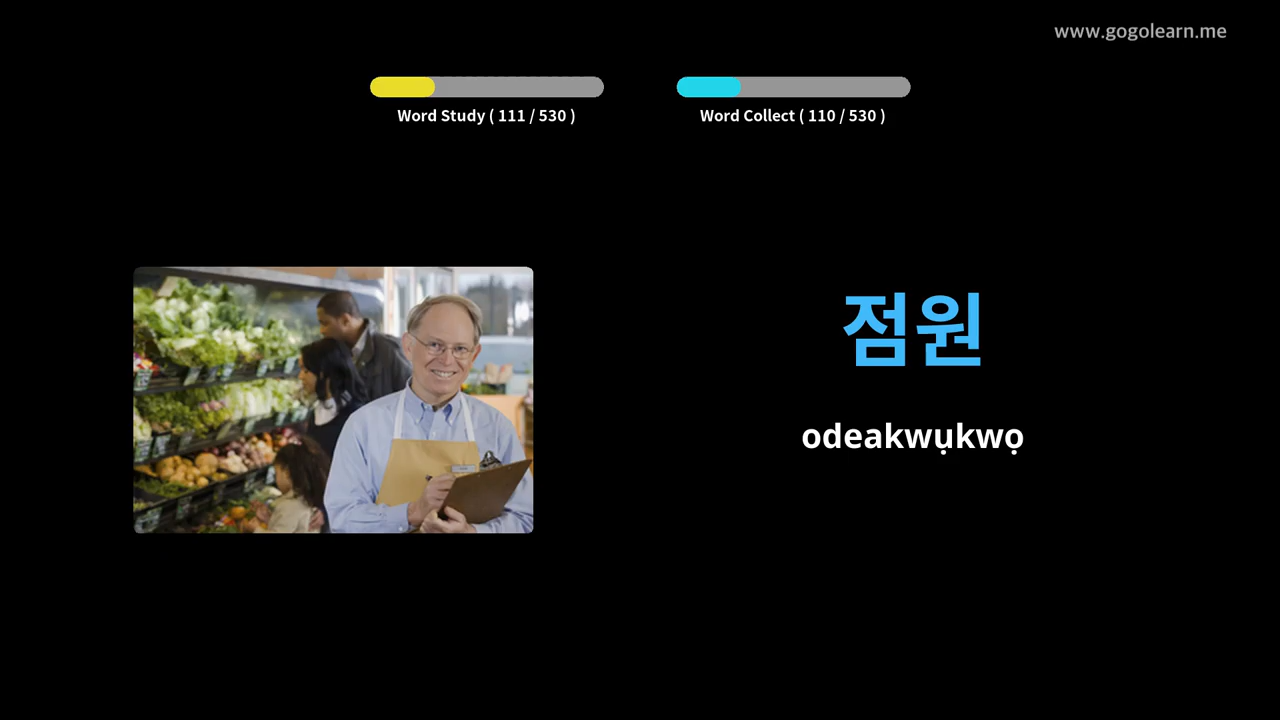 www.gogolearn.me
Word Study ( 111 / 530 )
Word Collect ( 110 / 530 )
점원
odeakwụkwọ